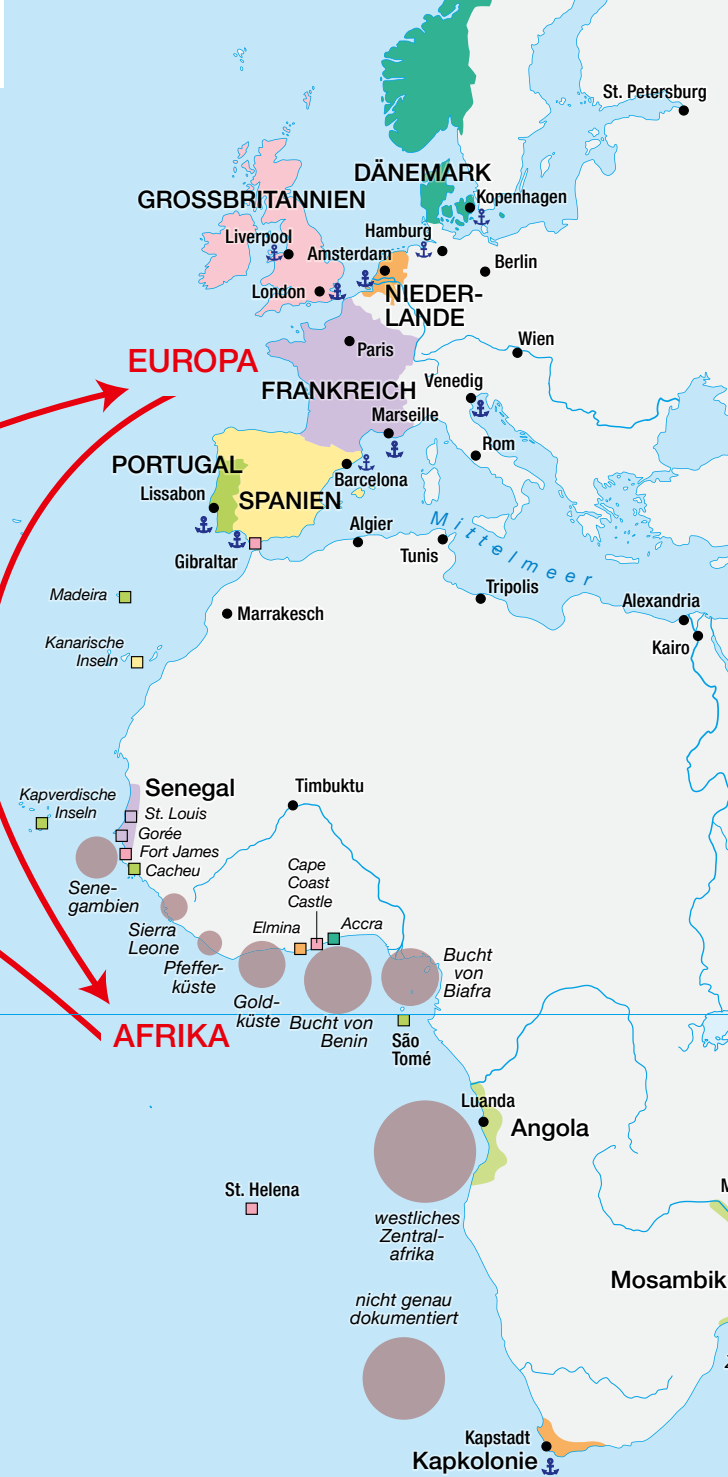 St. Petersburg
DÄNEMARK
GROSSBRITANNIEN
Kopenhagen
Liverpool
Hamburg
Amsterdam
Berlin
London
NIEDER-
LANDE
Wien
Paris
EUROPA
FRANKREICH
Venedig
Marseille
Rom
PORTUGAL
Barcelona
Lissabon
SPANIEN
Mittelmeer
Algier
Tunis
Gibraltar
Madeira
Tripolis
Alexandria
Marrakesch
Kairo
Kanarische
Inseln
Senegal
Timbuktu
Kapverdische
Inseln
St. Louis
Gorée
Fort James
Cacheu
Cape
Coast
Castle
Sene-
gambien
Elmina
Accra
Sierra
Leone
Pfeffer-
küste
Gold-
küste
Bucht von
Benin
Bucht
von
Biafra
AFRIKA
São
Tomé
Luanda
Angola
St. Helena
westliches
Zentral-
afrika
Mosambik
nicht genau
dokumentiert
Kapstadt
Kapkolonie